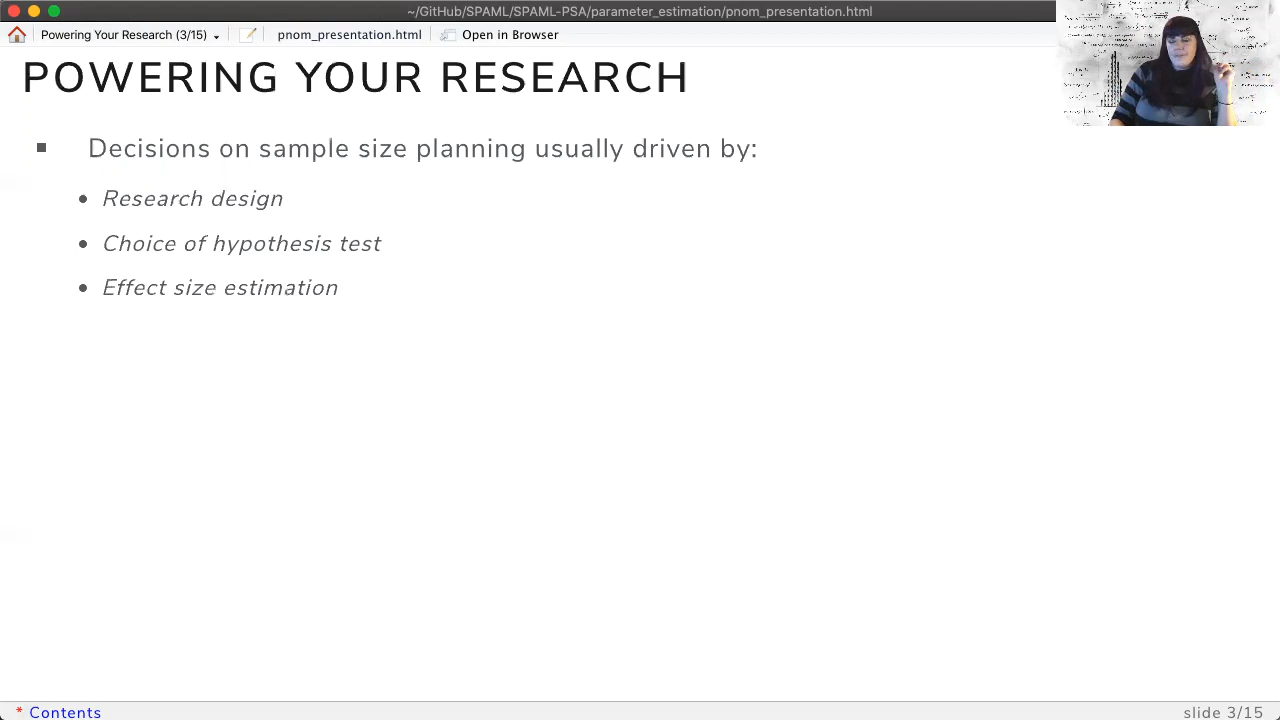 ~/GitHub/SPAML/SPAML-PSA/parameter_estimation/pnom_presentation.html
Powering Your Research (3/15) pnom_presentation.html Open in Browser
POWERING YOUR RESEARCH
Decisions on sample size planning usually driven by:
Research design
Choice of hypothesis test
Effect size estimation
* Contents
slide 3/15